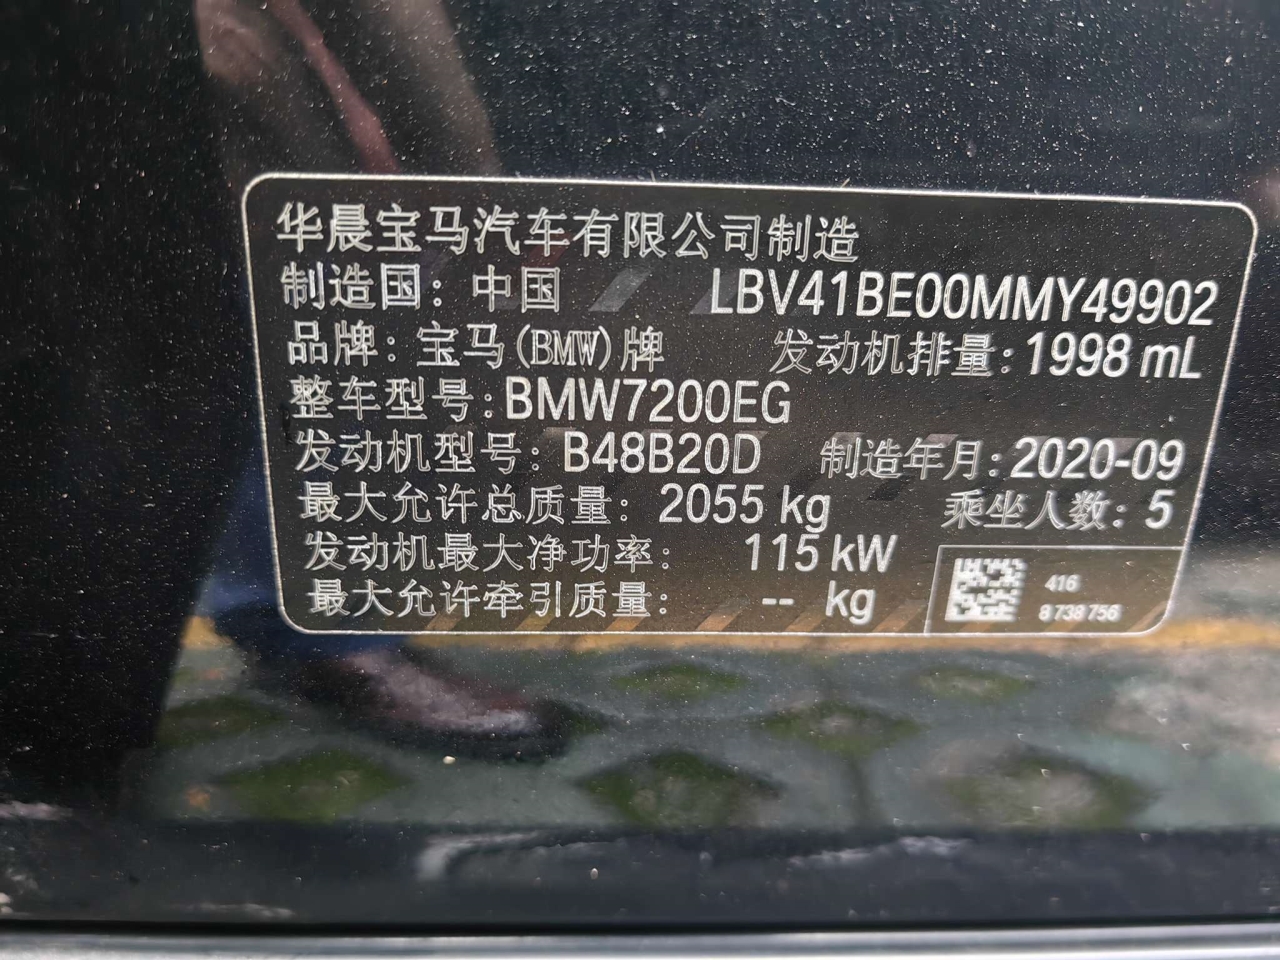 华晨宝马汽车有限公司制造
制造国：中国 LBV41BE00MMY49902
品牌：宝马(BMW)牌 发动机排量:1998 mL
整车型号:BMW7200EG
发动机型号：B48B20D 制造年月:2020-09
最大允许总质量：2055 kg 乘坐人数：5
发动机最大净功率：115 kW
最大允许牵引质量： -- kg
416
8738756